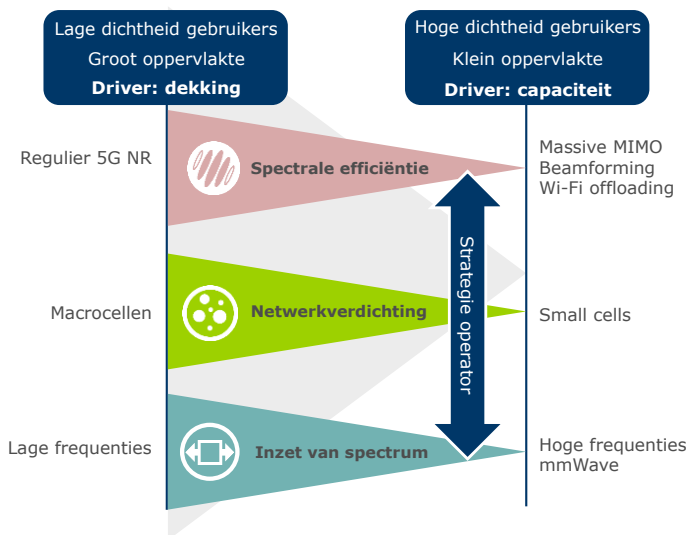 Lage dichtheid gebruikers
Groot oppervlakte
Driver: dekking
Hoge dichtheid gebruikers
Klein oppervlakte
Driver: capaciteit
Regulier 5G NR
Spectrale efficiëntie
Massive MIMO
Beamforming
Wi-Fi offloading
Strategie operator
Macrocellen
Netwerkverdichting
Small cells
Lage frequenties
Inzet van spectrum
Hoge frequenties
mmWave